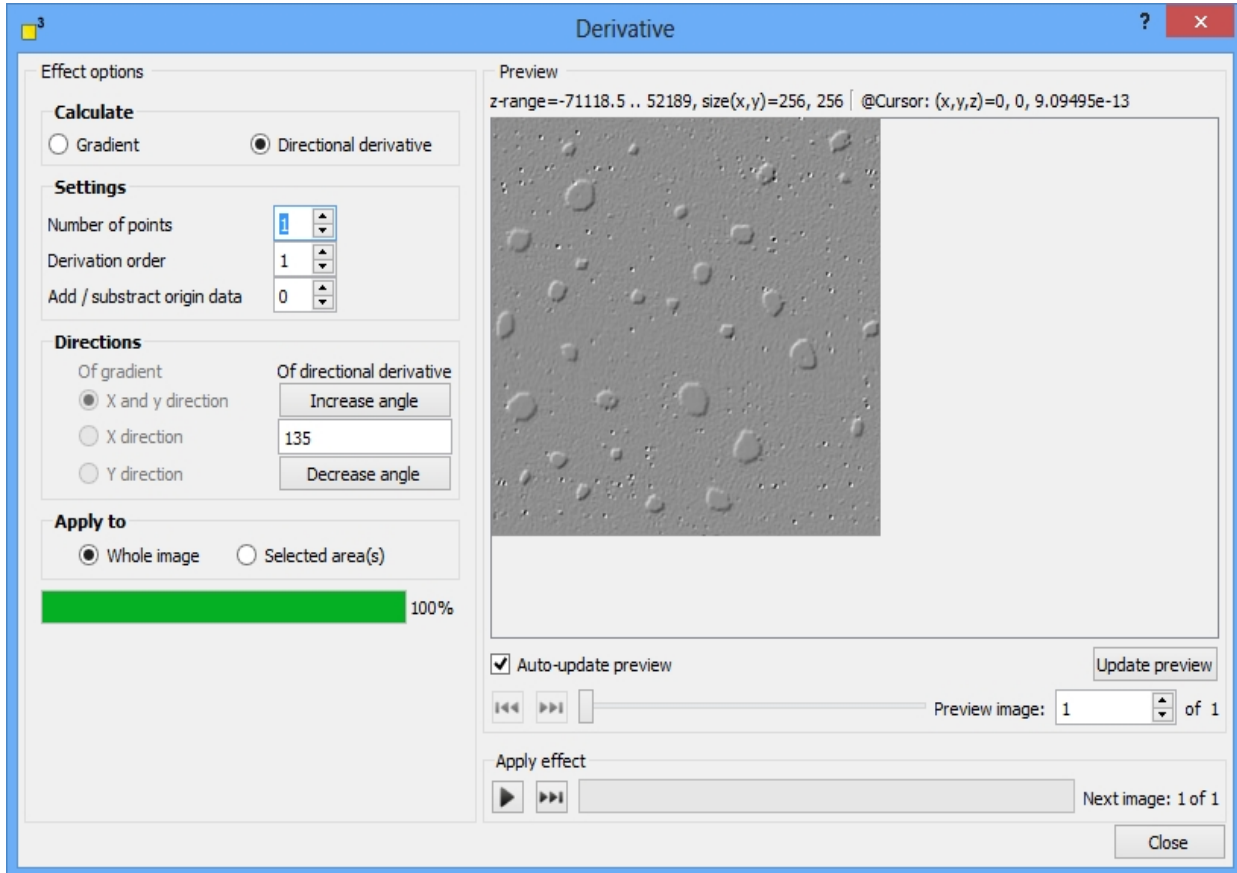 3
Derivative
?
Effect options
Calculate
Gradient
Directional derivative
Settings
Number of points
1
Derivation order
1
Add / substract origin data
0
Directions
Of gradient
Of directional derivative
X and y direction
Increase angle
X direction
135
Y direction
Decrease angle
Apply to
Whole image
Selected area(s)
100%
Preview
z-range=-71118.5 .. 52189, size(x,y)=256, 256 @Cursor: (x,y,z)=0, 0, 9.09495e-13
Auto-update preview
Update preview
Preview image: 1 of 1
Apply effect
Next image: 1 of 1
Close